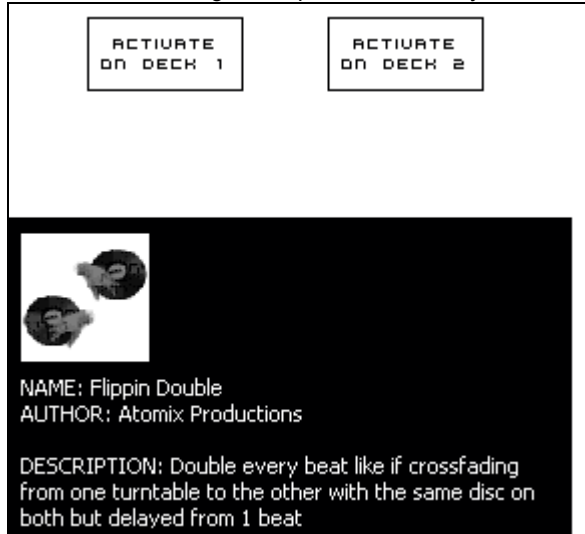 ACTIVATE
ON DECK 1
ACTIVATE
ON DECK 2
NAME: Flippin Double
AUTHOR: Atomix Productions
DESCRIPTION: Double every beat like if crossfading
from one turntable to the other with the same disc on
both but delayed from 1 beat